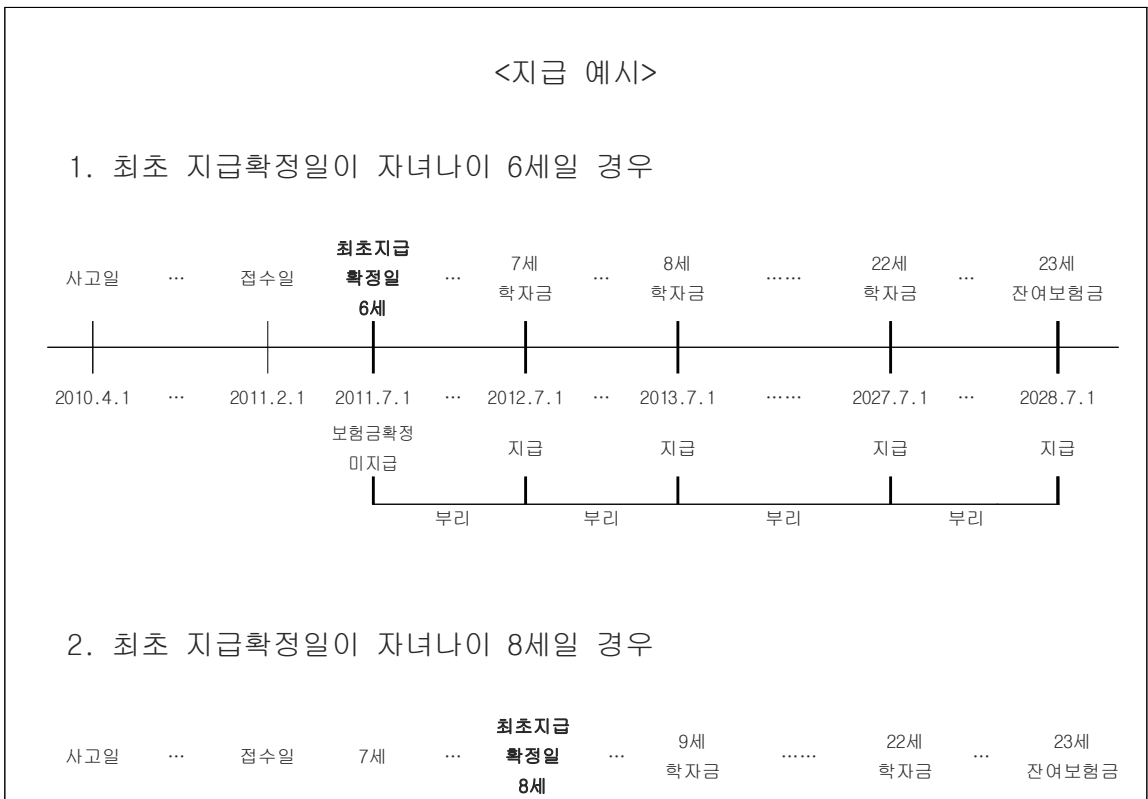 <지급 예시>
1. 최초 지급확정일이 자녀나이 6세일 경우
사고일 … 접수일 최초지급 확정일 6세 … 7세 학자금 … 8세 학자금 …… 22세 학자금 … 23세 잔여보험금
2010.4.1 … 2011.2.1 2011.7.1 … 2012.7.1 … 2013.7.1 …… 2027.7.1 … 2028.7.1
보험금확정 미지급 지급 지급 지급 지급
부리 부리 부리 부리
2. 최초 지급확정일이 자녀나이 8세일 경우
사고일 … 접수일 7세 … 최초지급 확정일 8세 … 9세 학자금 …… 22세 학자금 … 23세 잔여보험금